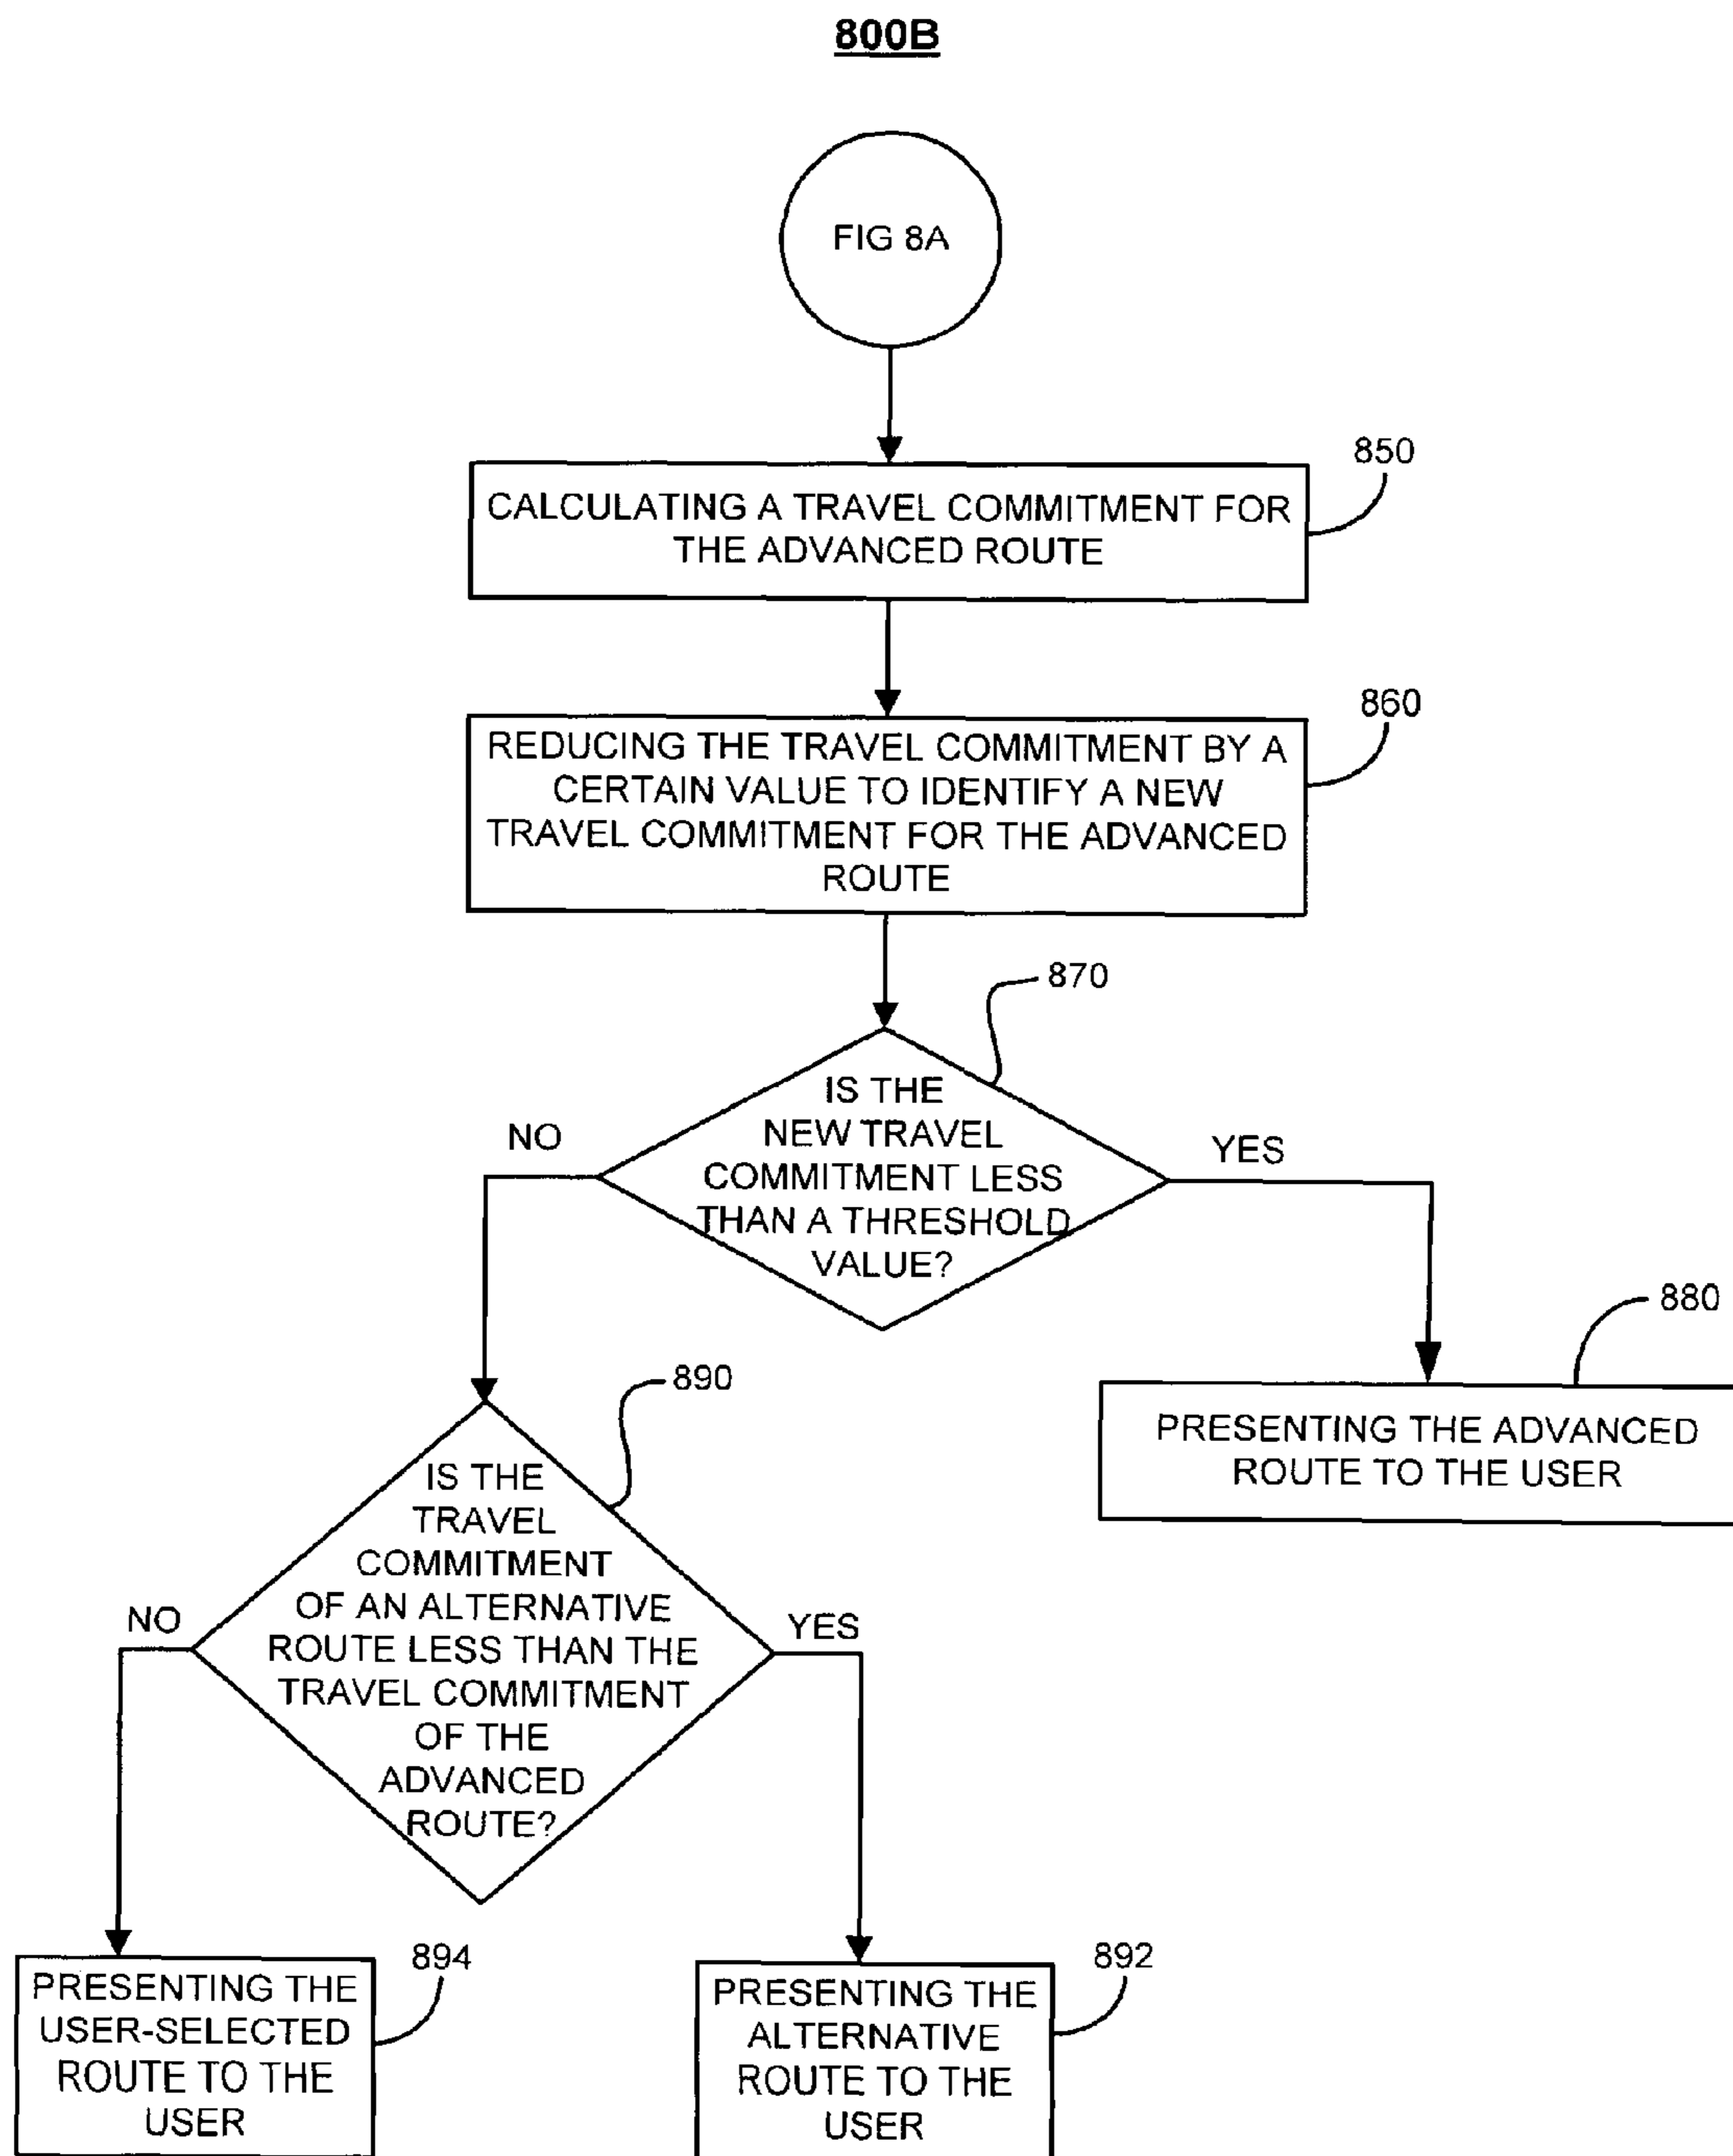 800B
FIG 8A
850
CALCULATING A TRAVEL COMMITMENT FOR
THE ADVANCED ROUTE
860
REDUCING THE TRAVEL COMMITMENT BY A
CERTAIN VALUE TO IDENTIFY A NEW
TRAVEL COMMITMENT FOR THE ADVANCED
ROUTE
870
IS THE
NEW TRAVEL
COMMITMENT LESS
THAN A THRESHOLD
VALUE?
NO
YES
880
PRESENTING THE ADVANCED
ROUTE TO THE USER
890
IS THE
TRAVEL
COMMITMENT
OF AN ALTERNATIVE
ROUTE LESS THAN THE
TRAVEL COMMITMENT
OF THE
ADVANCED
ROUTE?
NO
YES
894
PRESENTING THE
USER-SELECTED
ROUTE TO THE
USER
892
PRESENTING THE
ALTERNATIVE
ROUTE TO THE
USER